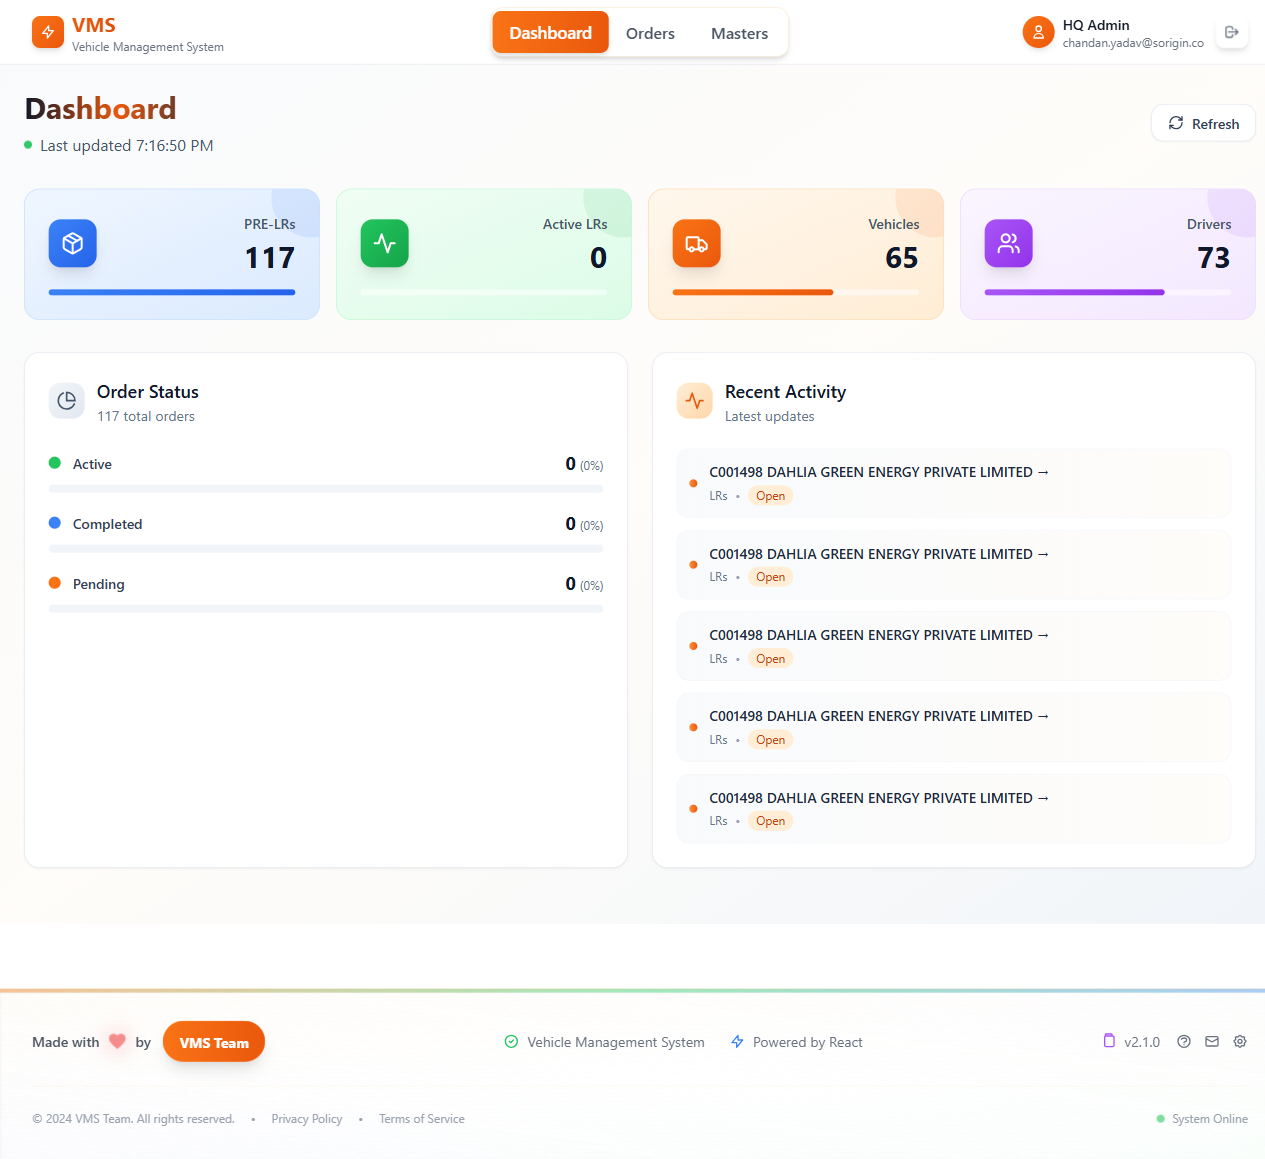 VMS
Vehicle Management System
Dashboard
Orders
Masters
HQ Admin
chandan.yadav@sorigin.co
Dashboard
Last updated 7:16:50 PM
Refresh
PRE-LRs
117
Active LRs
0
Vehicles
65
Drivers
73
Order Status
117 total orders
Active
0 (0%)
Completed
0 (0%)
Pending
0 (0%)
Recent Activity
Latest updates
C001498 DAHLIA GREEN ENERGY PRIVATE LIMITED →
LRs • Open
C001498 DAHLIA GREEN ENERGY PRIVATE LIMITED →
LRs • Open
C001498 DAHLIA GREEN ENERGY PRIVATE LIMITED →
LRs • Open
C001498 DAHLIA GREEN ENERGY PRIVATE LIMITED →
LRs • Open
C001498 DAHLIA GREEN ENERGY PRIVATE LIMITED →
LRs • Open
Made with by VMS Team
Vehicle Management System
Powered by React
v2.1.0
© 2024 VMS Team. All rights reserved. • Privacy Policy • Terms of Service
System Online